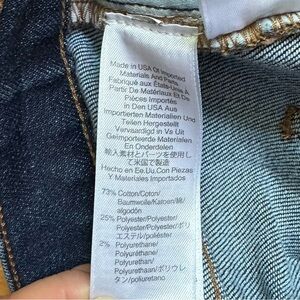 Made in USA Of Imported
Materials And Parts
Fabriqué aux États-Unis À
Partir De Matériaux Et De
Pièces Importés
in Den USA Aus
Importierten Materialien Und
Teilen Hergestellt
Vervaardigd in Ve Uit
Geïmporteerde Materialen
En Onderdelen
輸入素材とパーツを使用し
て米国で製造
Hecho en Ee.Uu.Con Piezas
Y Materiales Importados
73% Cotton/Coton/
Baumwolle/Katoen/綿/
algodón
25% Polyester/Polyester/
Polyester/Polyester/ポリ
エステル/poliéster
2% Polyurethane/
Polyuréthane/
Polyurethan/
Polyurethaan/ポリウレ
タン/poliuretano